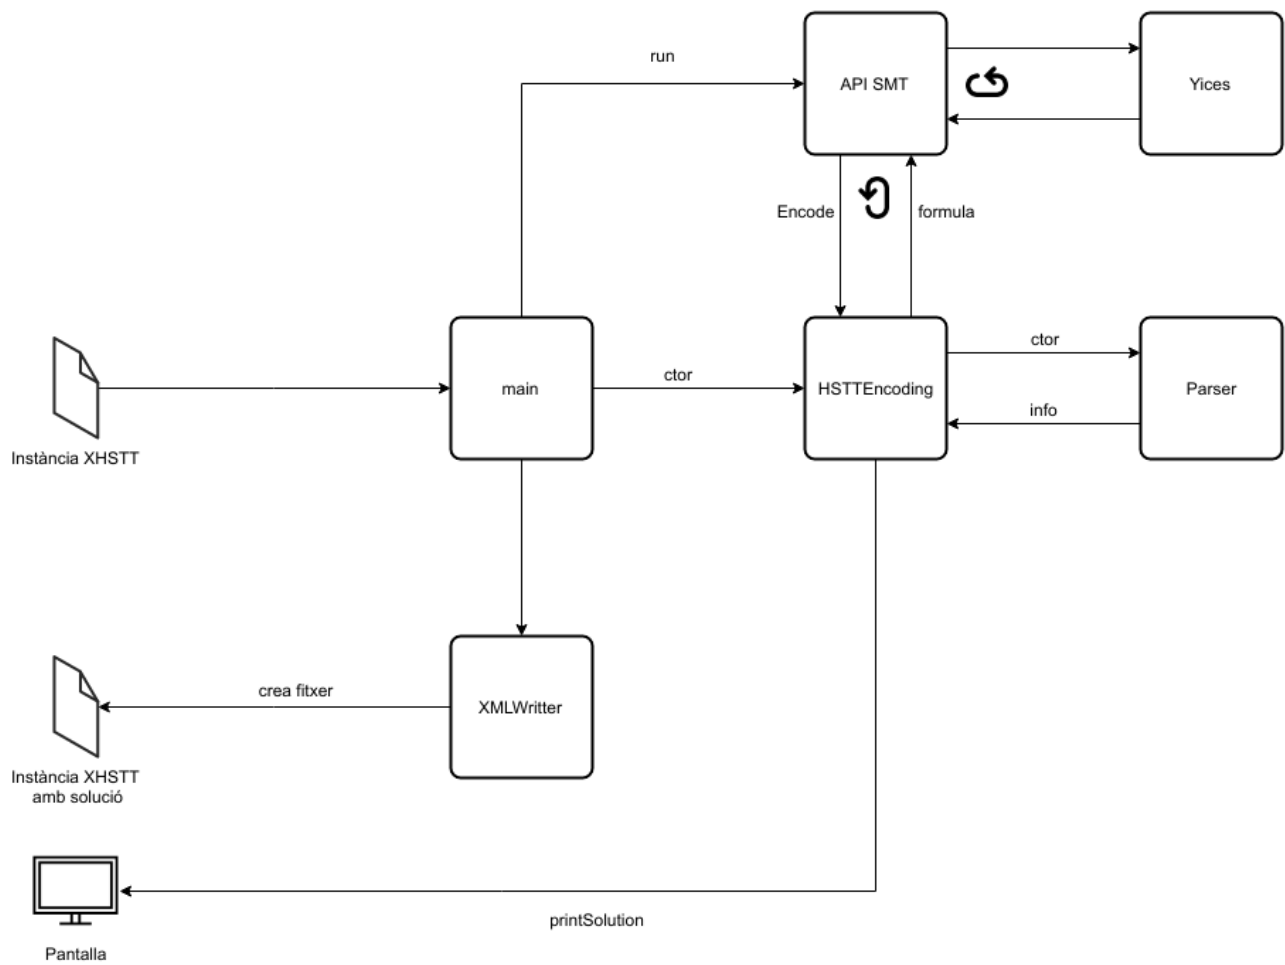 run
API SMT
Yices
Encode
formula
Instància XHSTT
main
ctor
HSTTEncoding
ctor
info
Parser
crea fitxer
XMLWritter
Instància XHSTT
amb solució
printSolution
Pantalla